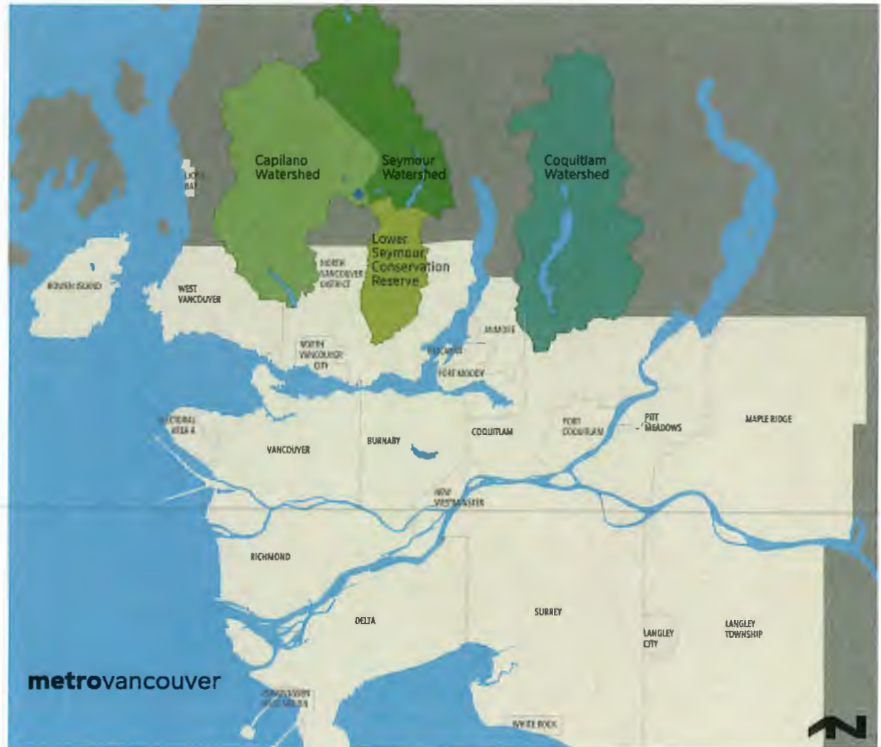 Capilano
Watershed
Seymour
Watershed
Coquitlam
Watershed
Lower
Seymour
Conservation
Reserve
BOWEN ISLAND
WEST
VANCOUVER
NORTH
VANCOUVER
DISTRICT
NORTH
VANCOUVER
CITY
ANMORE
PORT MOODY
ELECTORAL
AREA A
VANCOUVER
BURNABY
COQUITLAM
PORT
COQUITLAM
PITT
MEADOWS
MAPLE RIDGE
NEW
WESTMINSTER
RICHMOND
DELTA
SURREY
LANGLEY
CITY
LANGLEY
TOWNSHIP
metrovancouver
WHITE ROCK
N